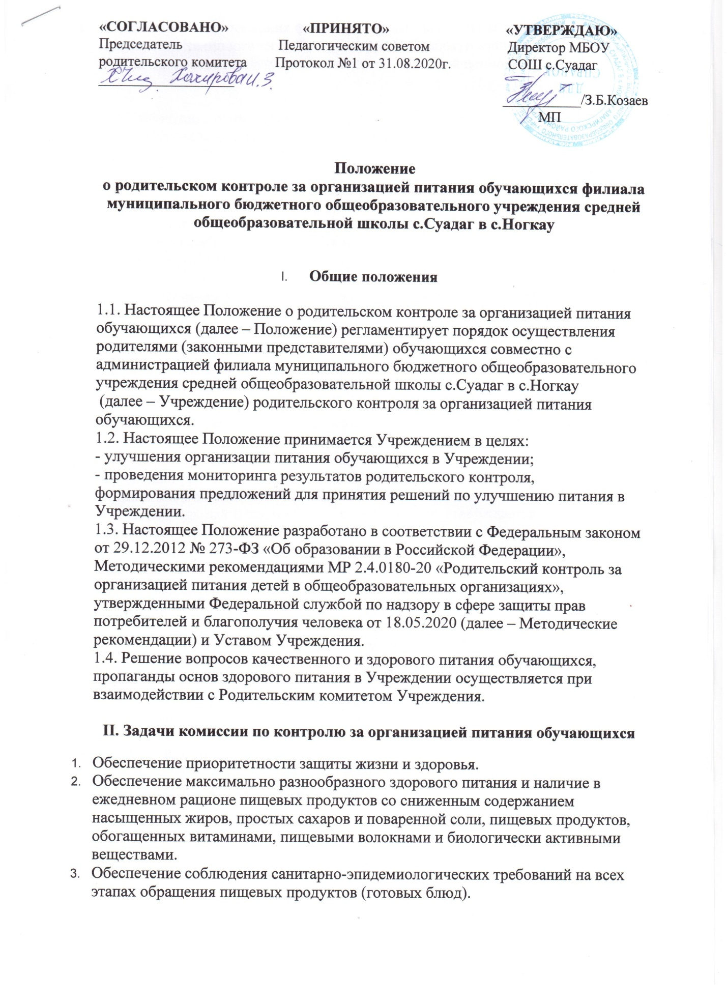 «СОГЛАСОВАНО» «ПРИНЯТО» «УТВЕРЖДАЮ»
Председатель Педагогическим советом Директор МБОУ
родительского комитета Протокол №1 от 31.08.2020г. СОШ с.Суадаг
И.З.
/З.Б.Козаев
МП
ДЛЯ СПРАВОК
Положение
о родительском контроле за организацией питания обучающихся филиала
муниципального бюджетного общеобразовательного учреждения средней
общеобразовательной школы с.Суадаг в с.Ногкау
I. Общие положения
1.1. Настоящее Положение о родительском контроле за организацией питания
обучающихся (далее – Положение) регламентирует порядок осуществления
родителями (законными представителями) обучающихся совместно с
администрацией филиала муниципального бюджетного общеобразовательного
учреждения средней общеобразовательной школы с.Суадаг в с.Ногкау
(далее – Учреждение) родительского контроля за организацией питания
обучающихся.
1.2. Настоящее Положение принимается Учреждением в целях:
- улучшения организации питания обучающихся в Учреждении;
- проведения мониторинга результатов родительского контроля,
формирования предложений для принятия решений по улучшению питания в
Учреждении.
1.3. Настоящее Положение разработано в соответствии с Федеральным законом
от 29.12.2012 № 273-ФЗ «Об образовании в Российской Федерации»,
Методическими рекомендациями МР 2.4.0180-20 «Родительский контроль за
организацией питания детей в общеобразовательных организациях»,
утвержденными Федеральной службой по надзору в сфере защиты прав
потребителей и благополучия человека от 18.05.2020 (далее – Методические
рекомендации) и Уставом Учреждения.
1.4. Решение вопросов качественного и здорового питания обучающихся,
пропаганды основ здорового питания в Учреждении осуществляется при
взаимодействии с Родительским комитетом Учреждения.
II. Задачи комиссии по контролю за организацией питания обучающихся
1. Обеспечение приоритетности защиты жизни и здоровья.
2. Обеспечение максимально разнообразного здорового питания и наличие в
ежедневном рационе пищевых продуктов со сниженным содержанием
насыщенных жиров, простых сахаров и поваренной соли, пищевых продуктов,
обогащенных витаминами, пищевыми волокнами и биологически активными
веществами.
3. Обеспечение соблюдения санитарно-эпидемиологических требований на всех
этапах обращения пищевых продуктов (готовых блюд).